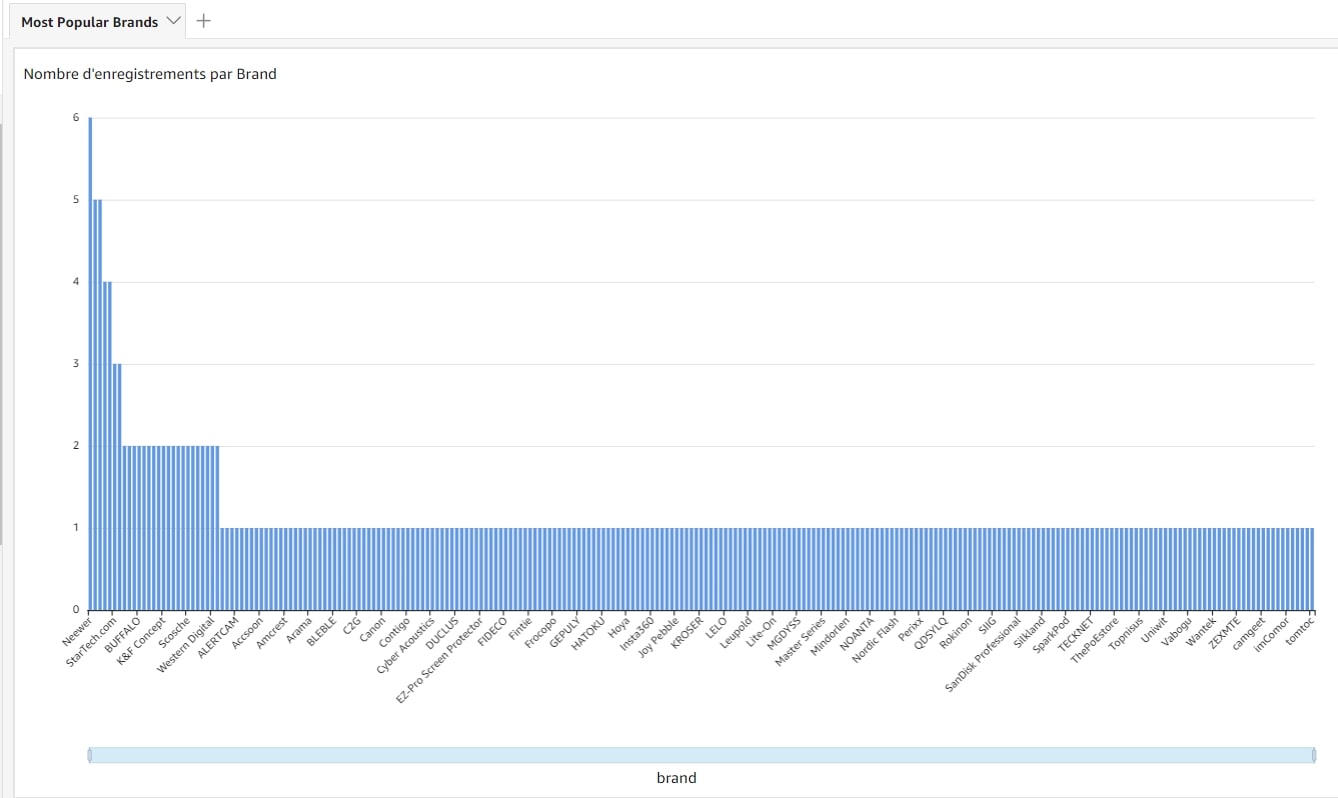 Most Popular Brands
Nombre d'enregistrements par Brand
6
5
4
3
2
1
0
Neewer
StarTech.com
BUFFALO
K&F Concept
Scosche
Western Digital
ALERTCAM
Accsoon
Amcrest
Arama
BLEBLE
C2G
Canon
Contigo
Cyber Acoustics
DUCLUS
EZ-Pro Screen Protector
FIDECO
Fintie
Frocopo
GEPULY
HATOKU
Hoya
Insta360
Joy Pebble
KROSER
LELO
Leupold
Lite-On
MGDYSS
Master Series
Mindorlen
NOANTA
Nordic Flash
Perixx
QDSYLQ
Rokinon
SIIG
SanDisk Professional
Silkland
SparkPod
TECKNET
ThePoEstore
Topnisus
Uniwit
Vabogu
Wantek
ZEXMTE
camgeet
imComor
tomtoc
brand